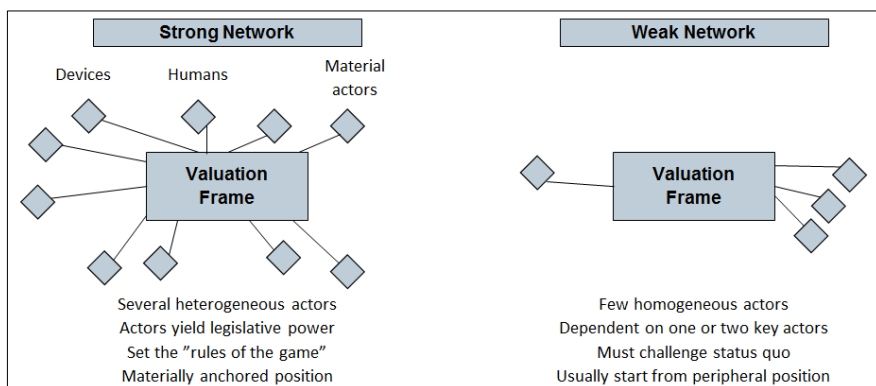 Strong Network
Weak Network
Devices
Humans
Material
actors
Valuation
Frame
Valuation
Frame
Several heterogeneous actors
Actors yield legislative power
Set the ”rules of the game”
Materially anchored position
Few homogeneous actors
Dependent on one or two key actors
Must challenge status quo
Usually start from peripheral position